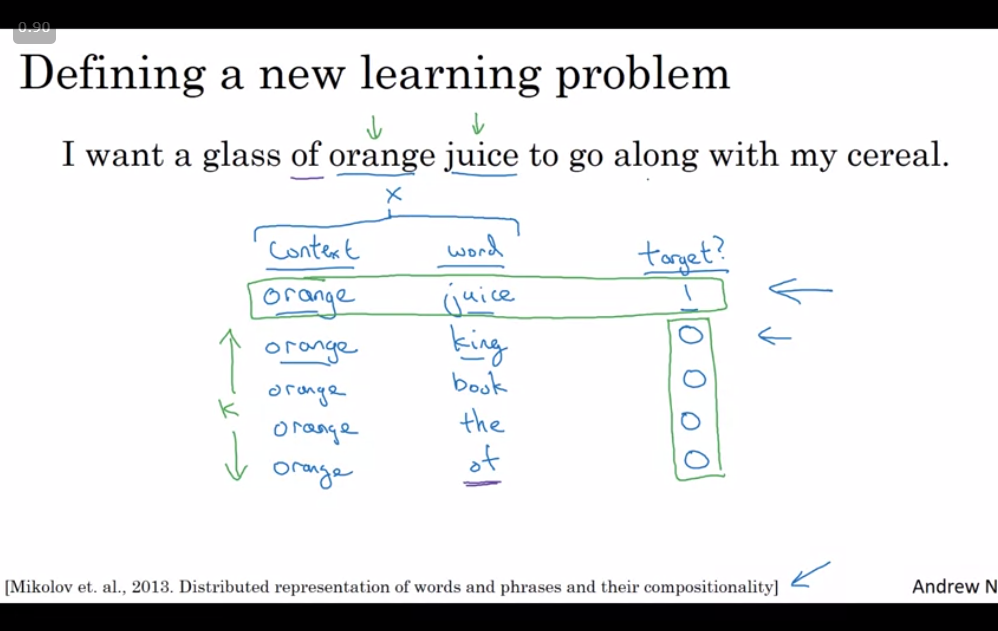 0.90
Defining a new learning problem
I want a glass of orange juice to go along with my cereal.
x
Context word target?
orange juice 1
orange king 0
orange book 0
k
orange the 0
orange of 0
[Mikolov et. al., 2013. Distributed representation of words and phrases and their compositionality] Andrew N